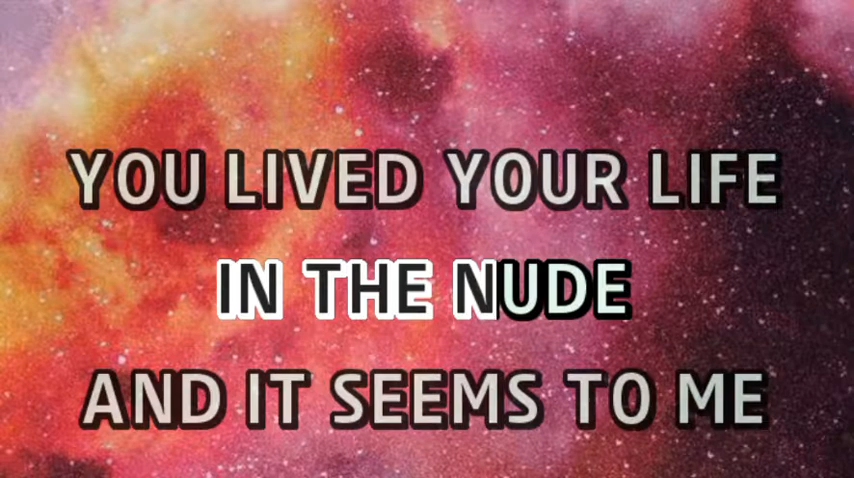 YOU LIVED YOUR LIFE
IN THE NUDE
AND IT SEEMS TO ME